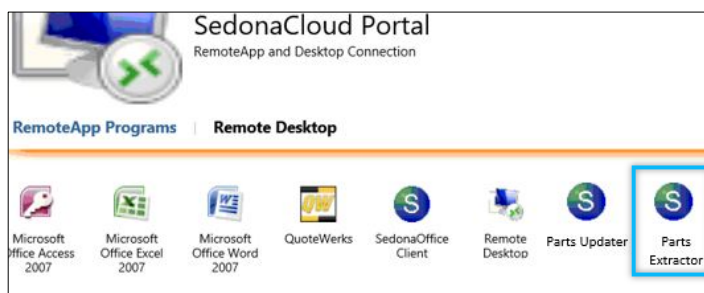 SedonaCloud Portal
RemoteApp and Desktop Connection
RemoteApp Programs | Remote Desktop
Microsoft
ffice Access
2007
Microsoft
Office Excel
2007
Microsoft
Office Word
2007
QuoteWerks
SedonaOffice
Client
Remote
Desktop
Parts Updater
Parts
Extractor